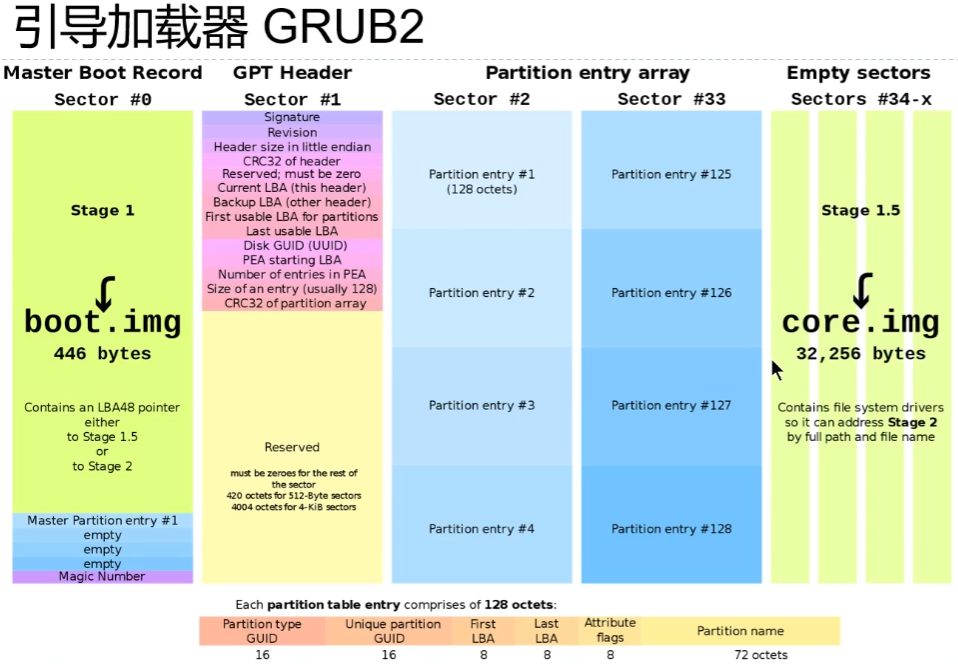 引导加载器 GRUB2
Master Boot Record
GPT Header
Partition entry array
Empty sectors
Sector #0
Sector #1
Sector #2
Sector #33
Sectors #34-x
Stage 1
boot.img
446 bytes
Contains an LBA48 pointer
either
to Stage 1.5
or
to Stage 2
Master Partition entry #1
empty
empty
empty
Magic Number
Signature
Revision
Header size in little endian
CRC32 of header
Reserved; must be zero
Current LBA (this header)
Backup LBA (other header)
First usable LBA for partitions
Last usable LBA
Disk GUID (UUID)
PEA starting LBA
Number of entries in PEA
Size of an entry (usually 128)
CRC32 of partition array
Reserved
must be zeroes for the rest of
the sector
420 octets for 512-Byte sectors
4004 octets for 4-KiB sectors
Partition entry #1
(128 octets)
Partition entry #2
Partition entry #3
Partition entry #4
Partition entry #125
Partition entry #126
Partition entry #127
Partition entry #128
Stage 1.5
core.img
32,256 bytes
Contains file system drivers
so it can address Stage 2
by full path and file name
Each partition table entry comprises of 128 octets:
Partition type
GUID
Unique partition
GUID
First
LBA
Last
LBA
Attribute
flags
Partition name
16
16
8
8
8
72 octets